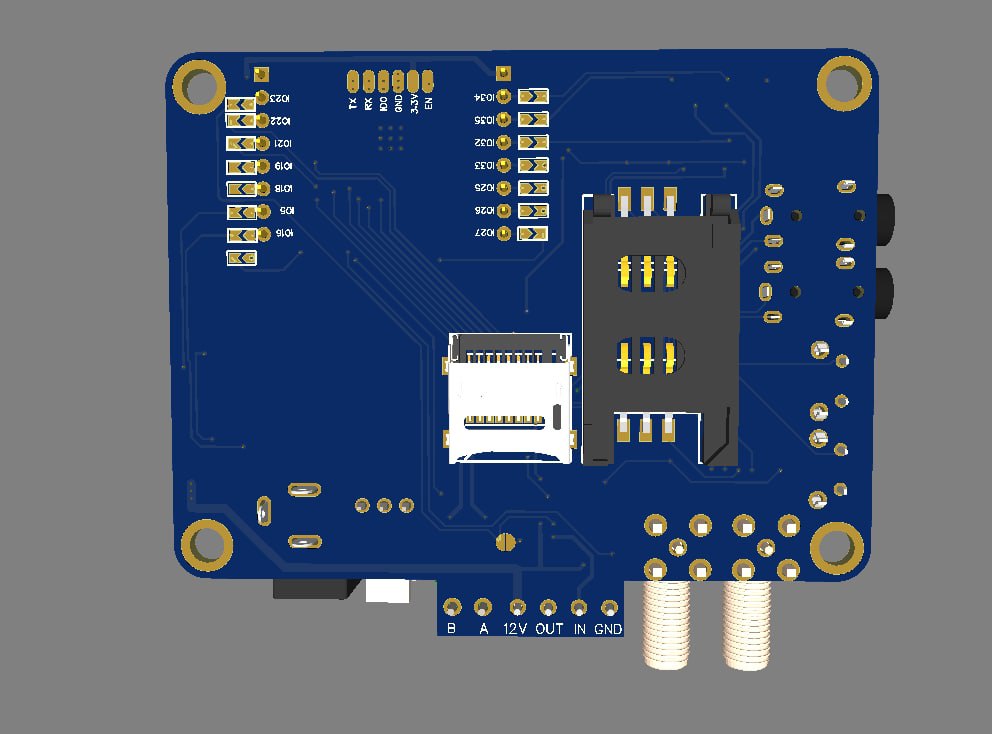 TX
RX
IO0
GND
3.3V
EN
IO23
IO22
IO21
IO19
IO18
IO5
IO15
IO34
IO35
IO32
IO33
IO25
IO26
IO27
B A 12V OUT IN GND